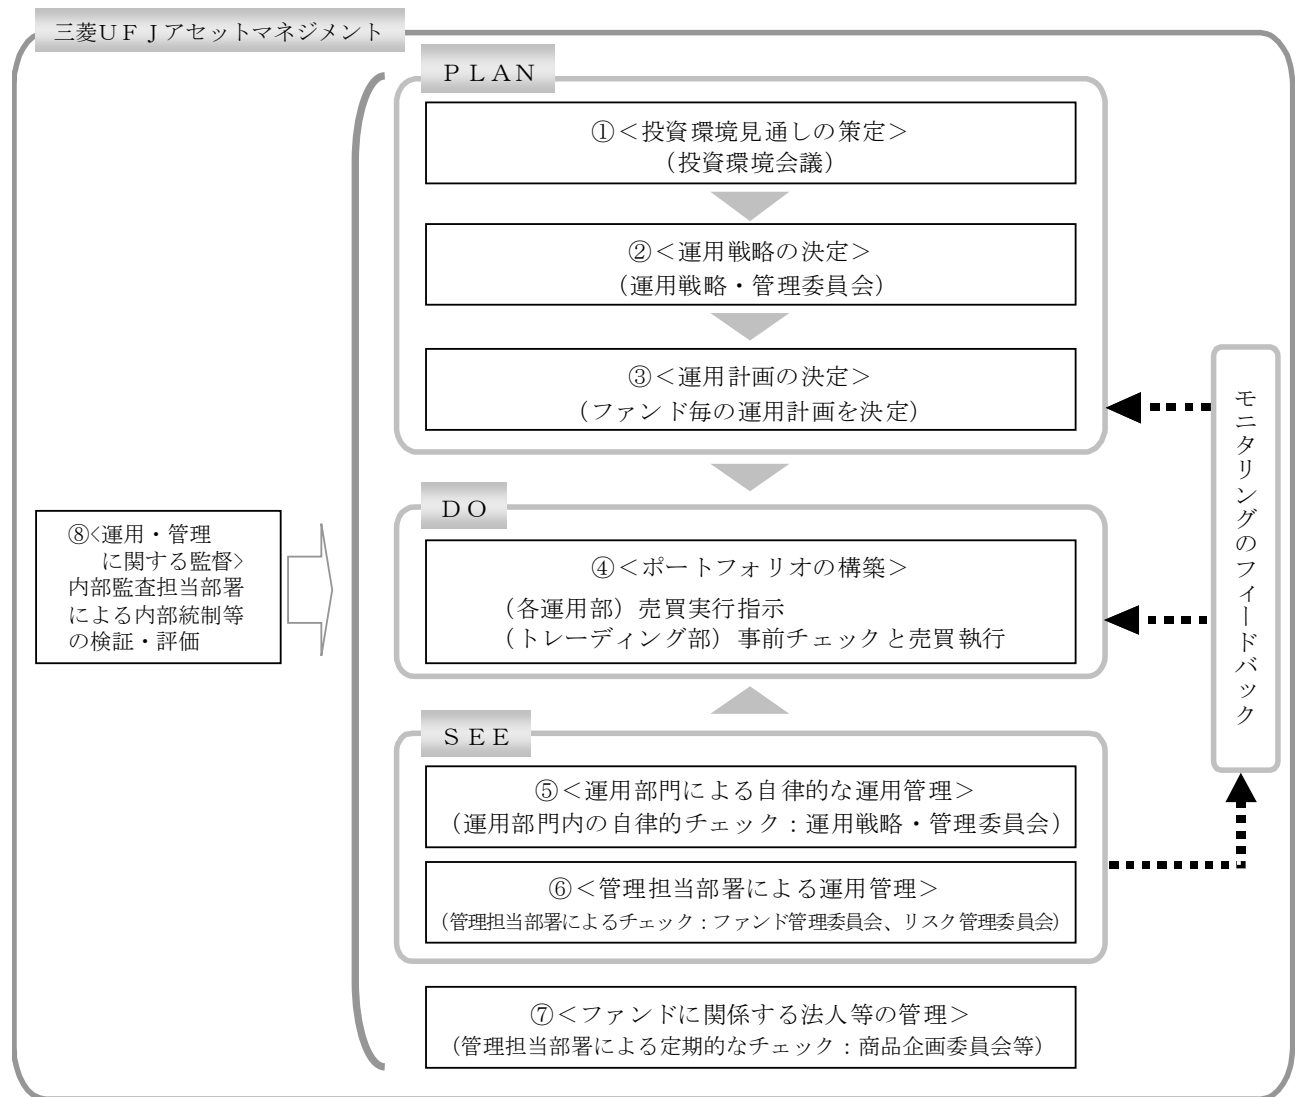 三菱ＵＦＪアセットマネジメント
ＰＬＡＮ
①＜投資環境見通しの策定＞
（投資環境会議）
②＜運用戦略の決定＞
（運用戦略・管理委員会）
③＜運用計画の決定＞
（ファンド毎の運用計画を決定）
ＤＯ
④＜ポートフォリオの構築＞
（各運用部）売買実行指示
（トレーディング部）事前チェックと売買執行
ＳＥＥ
⑤＜運用部門による自律的な運用管理＞
（運用部門内の自律的チェック：運用戦略・管理委員会）
⑥＜管理担当部署による運用管理＞
（管理担当部署によるチェック：ファンド管理委員会、リスク管理委員会）
⑦＜ファンドに関係する法人等の管理＞
（管理担当部署による定期的なチェック：商品企画委員会等）
⑧<運用・管理
に関する監督>
内部監査担当部署
による内部統制等
の検証・評価
モニタリングのフィードバック